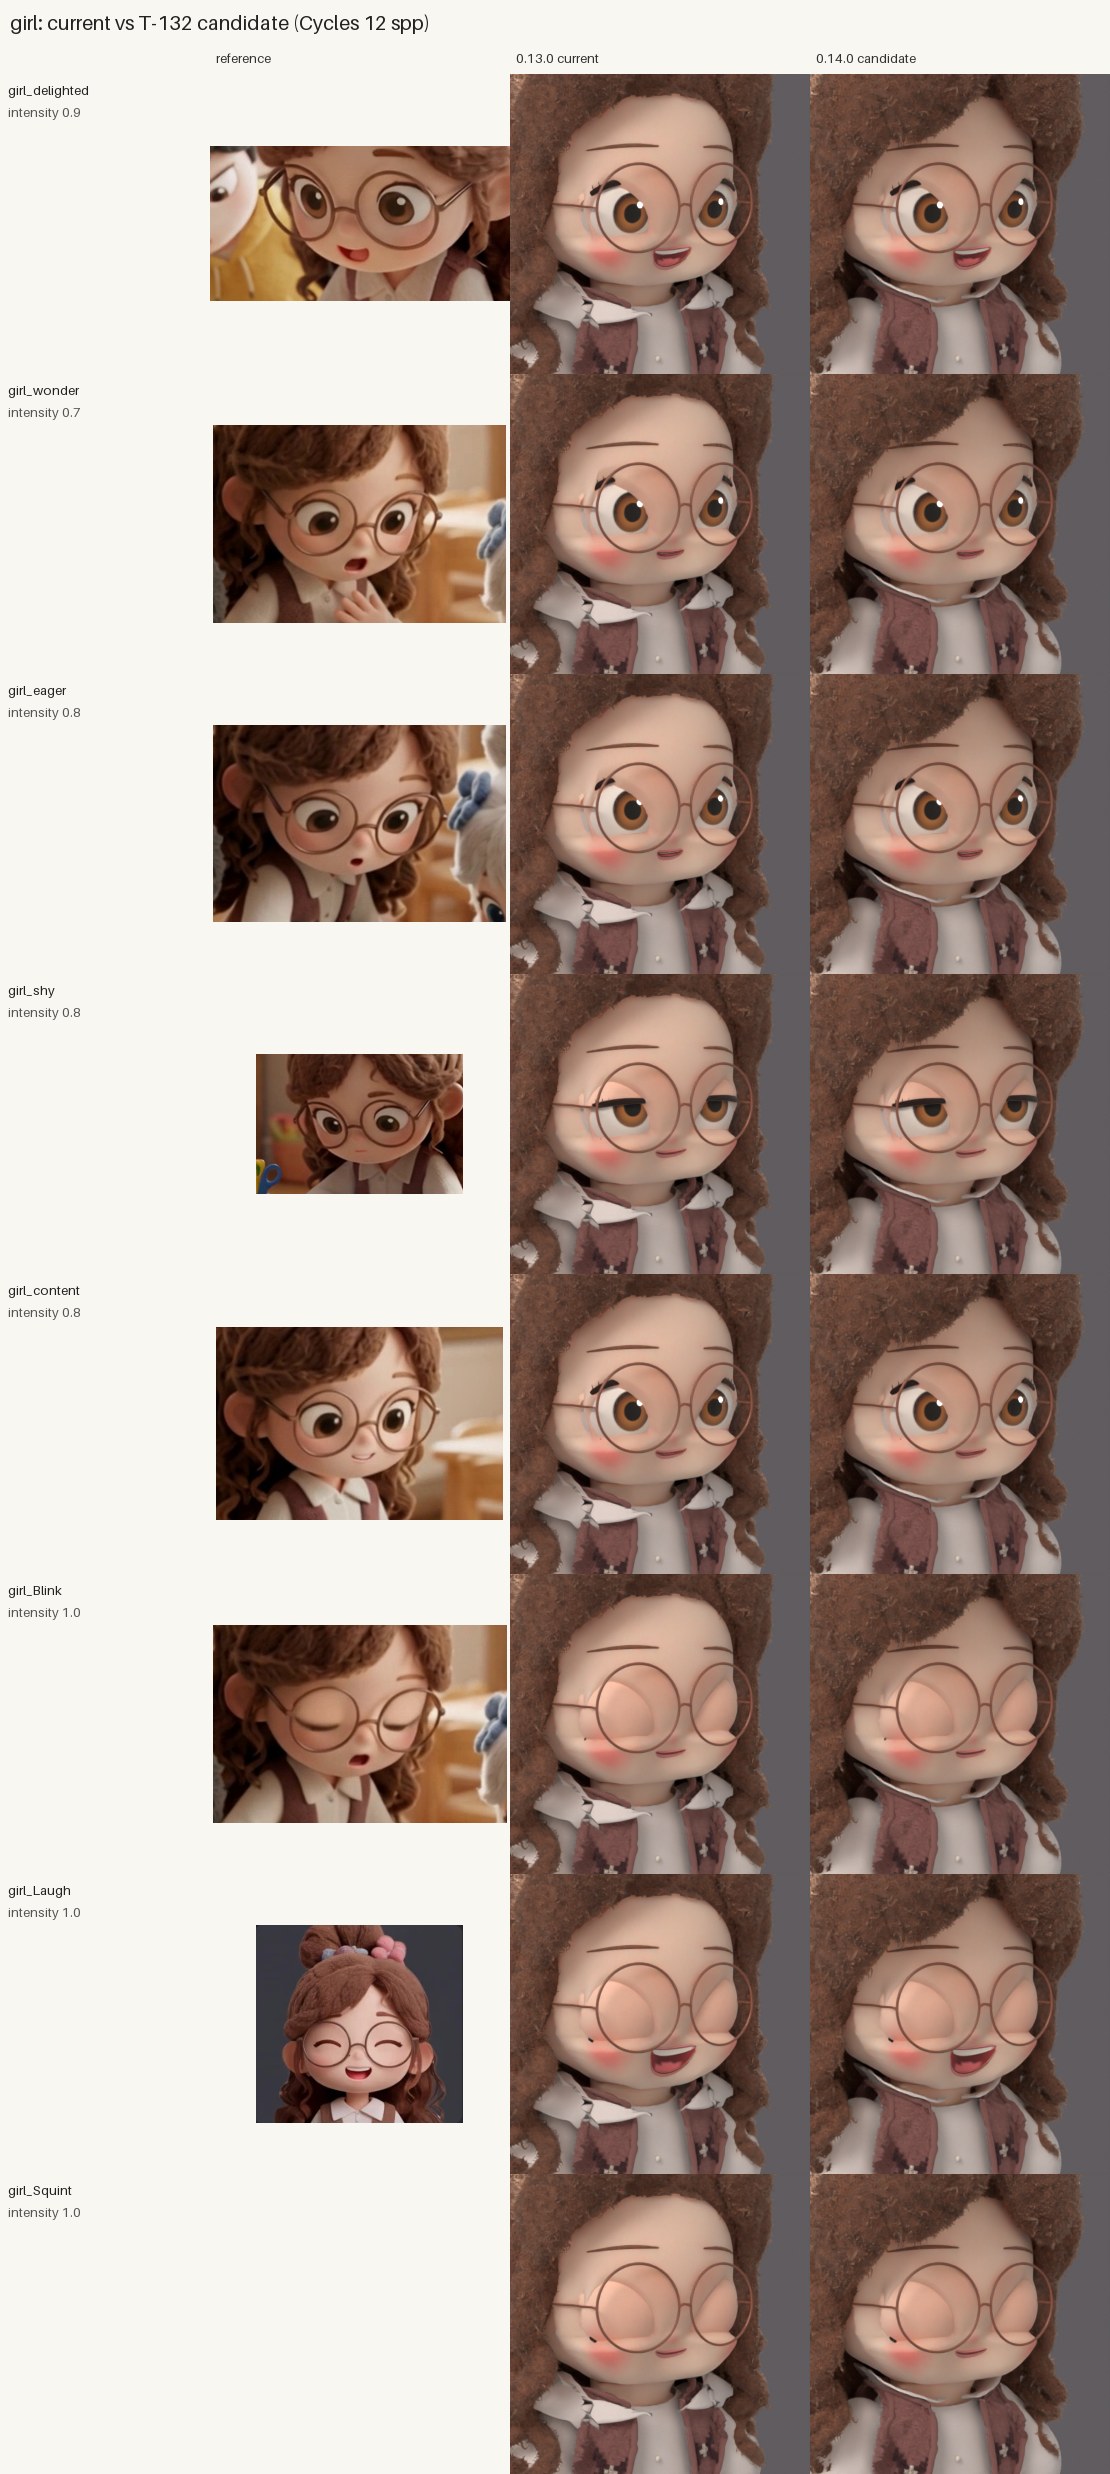 girl: current vs T-132 candidate (Cycles 12 spp)
reference
0.13.0 current
0.14.0 candidate
girl_delighted
intensity 0.9
girl_wonder
intensity 0.7
girl_eager
intensity 0.8
girl_shy
intensity 0.8
girl_content
intensity 0.8
girl_Blink
intensity 1.0
girl_Laugh
intensity 1.0
girl_Squint
intensity 1.0